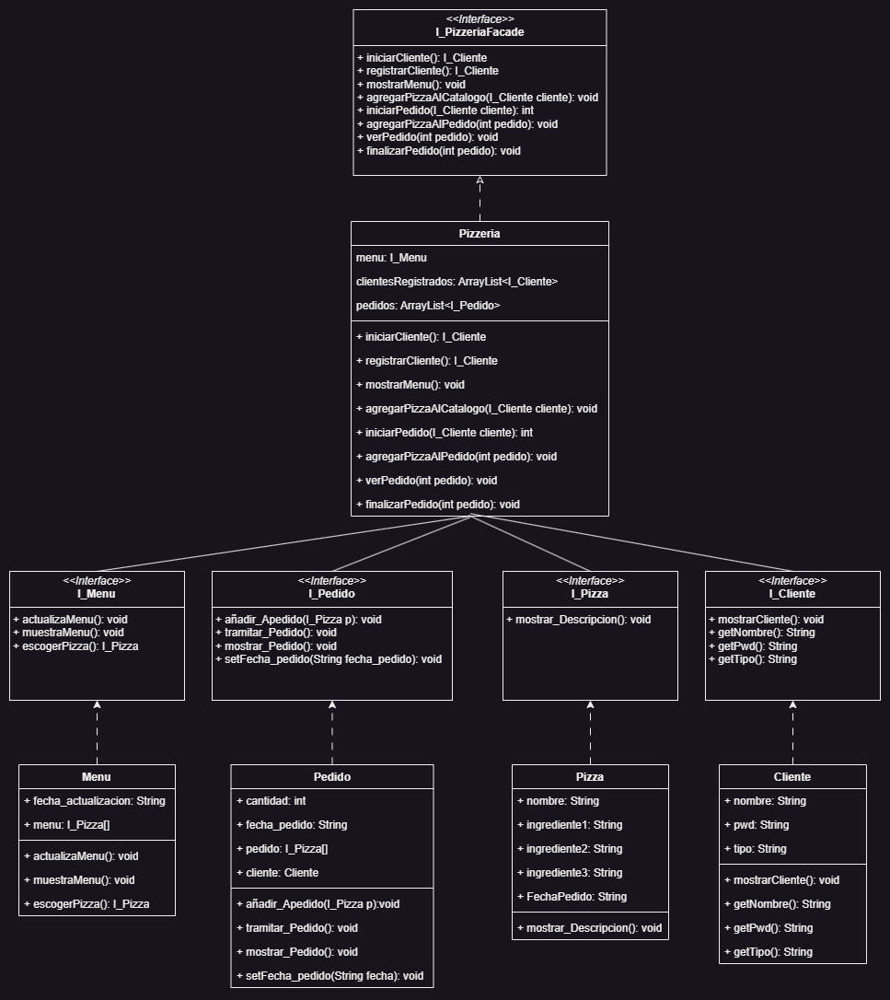 <<Interface>>
I_PizzeriaFacade
+ iniciarCliente(): I_Cliente
+ registrarCliente(): I_Cliente
+ mostrarMenu(): void
+ agregarPizzaAlCatalogo(I_Cliente cliente): void
+ iniciarPedido(I_Cliente cliente): int
+ agregarPizzaAlPedido(int pedido): void
+ verPedido(int pedido): void
+ finalizarPedido(int pedido): void
Pizzeria
menu: I_Menu
clientesRegistrados: ArrayList<I_Cliente>
pedidos: ArrayList<I_Pedido>
+ iniciarCliente(): I_Cliente
+ registrarCliente(): I_Cliente
+ mostrarMenu(): void
+ agregarPizzaAlCatalogo(I_Cliente cliente): void
+ iniciarPedido(I_Cliente cliente): int
+ agregarPizzaAlPedido(int pedido): void
+ verPedido(int pedido): void
+ finalizarPedido(int pedido): void
<<Interface>>
I_Menu
+ actualizaMenu(): void
+ muestraMenu(): void
+ escogerPizza(): I_Pizza
<<Interface>>
I_Pedido
+ añadir_Apedido(I_Pizza p): void
+ tramitar_Pedido(): void
+ mostrar_Pedido(): void
+ setFecha_pedido(String fecha_pedido): void
<<Interface>>
I_Pizza
+ mostrar_Descripcion(): void
<<Interface>>
I_Cliente
+ mostrarCliente(): void
+ getNombre(): String
+ getPwd(): String
+ getTipo(): String
Menu
+ fecha_actualizacion: String
+ menu: I_Pizza[]
+ actualizaMenu(): void
+ muestraMenu(): void
+ escogerPizza(): I_Pizza
Pedido
+ cantidad: int
+ fecha_pedido: String
+ pedido: I_Pizza[]
+ cliente: Cliente
+ añadir_Apedido(I_Pizza p):void
+ tramitar_Pedido(): void
+ mostrar_Pedido(): void
+ setFecha_pedido(String fecha): void
Pizza
+ nombre: String
+ ingrediente1: String
+ ingrediente2: String
+ ingrediente3: String
+ FechaPedido: String
+ mostrar_Descripcion(): void
Cliente
+ nombre: String
+ pwd: String
+ tipo: String
+ mostrarCliente(): void
+ getNombre(): String
+ getPwd(): String
+ getTipo(): String